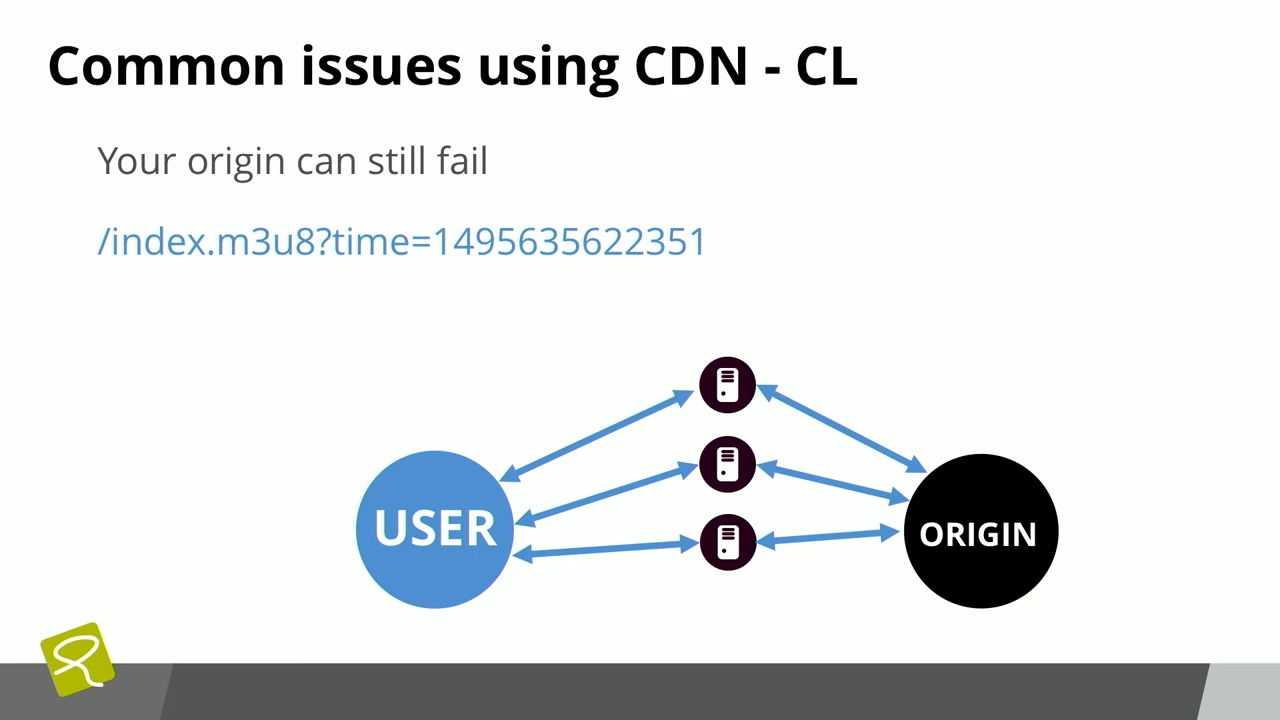 Common issues using CDN - CL
Your origin can still fail
/index.m3u8?time=1495635622351
USER
ORIGIN